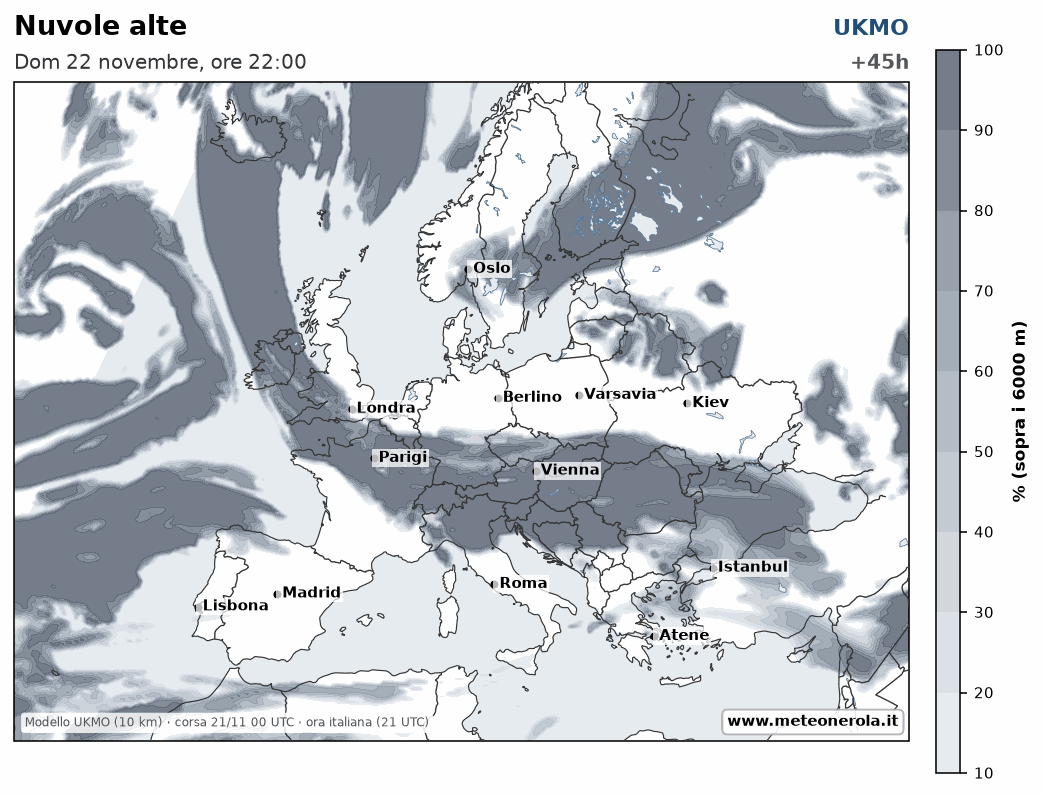 Nuvole alte
UKMO
Dom 22 novembre, ore 22:00
+45h
100
90
80
70
60
50
40
30
20
10
% (sopra i 6000 m)
Oslo
Londra
Berlino
Varsavia
Kiev
Parigi
Vienna
Istanbul
Roma
Madrid
Lisbona
Atene
Modello UKMO (10 km) · corsa 21/11 00 UTC · ora italiana (21 UTC)
www.meteonerola.it